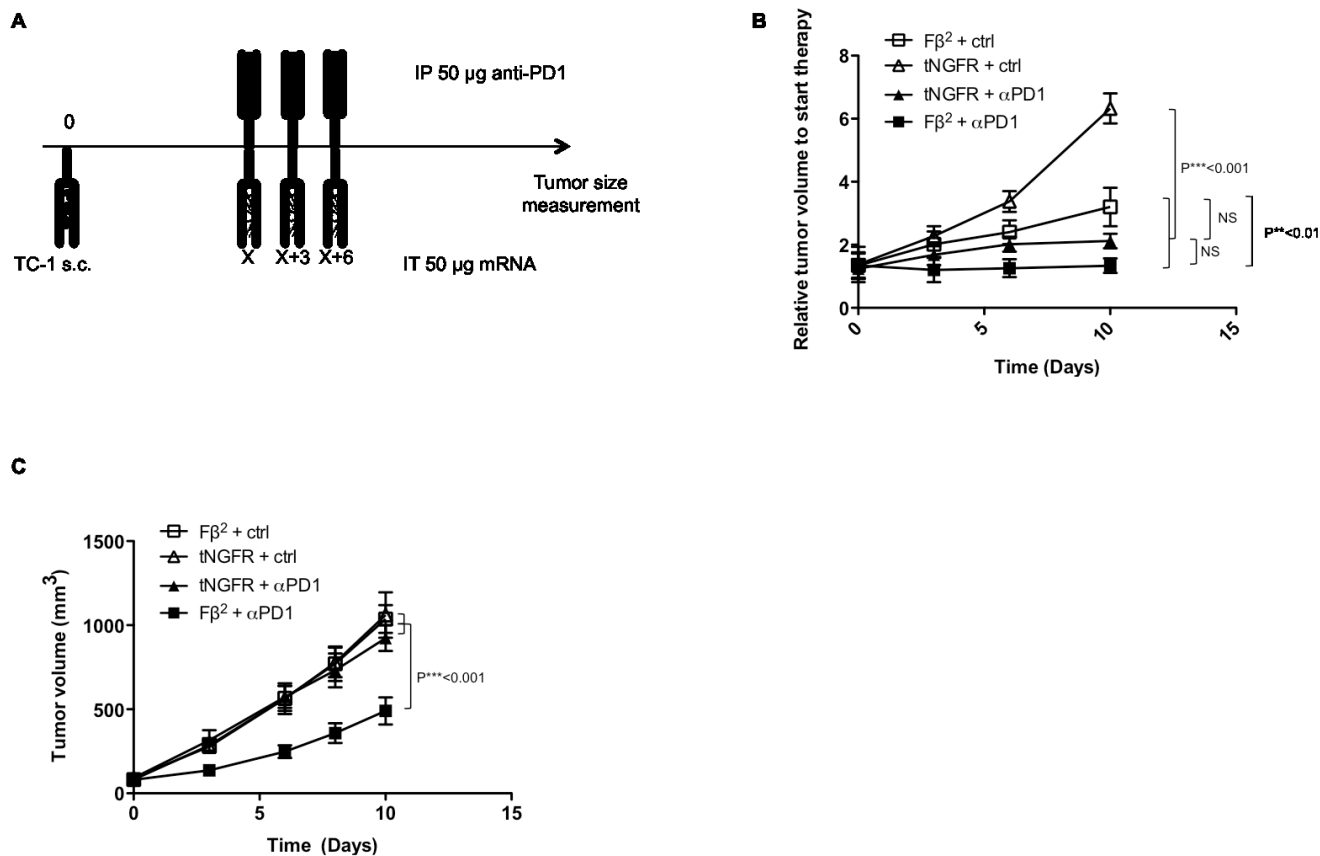 A
IP 50 µg anti-PD1
0
Tumor size
measurement
TC-1 s.c.
X X+3 X+6
IT 50 µg mRNA
B
Fβ² + ctrl
tNGFR + ctrl
tNGFR + αPD1
Fβ² + αPD1
Relative tumor volume to start therapy
8
6
4
2
0
P***<0.001
NS
NS
P**<0.01
0 5 10 15
Time (Days)
C
Fβ² + ctrl
tNGFR + ctrl
tNGFR + αPD1
Fβ² + αPD1
Tumor volume (mm³)
1500
1000
500
0
P***<0.001
0 5 10 15
Time (Days)